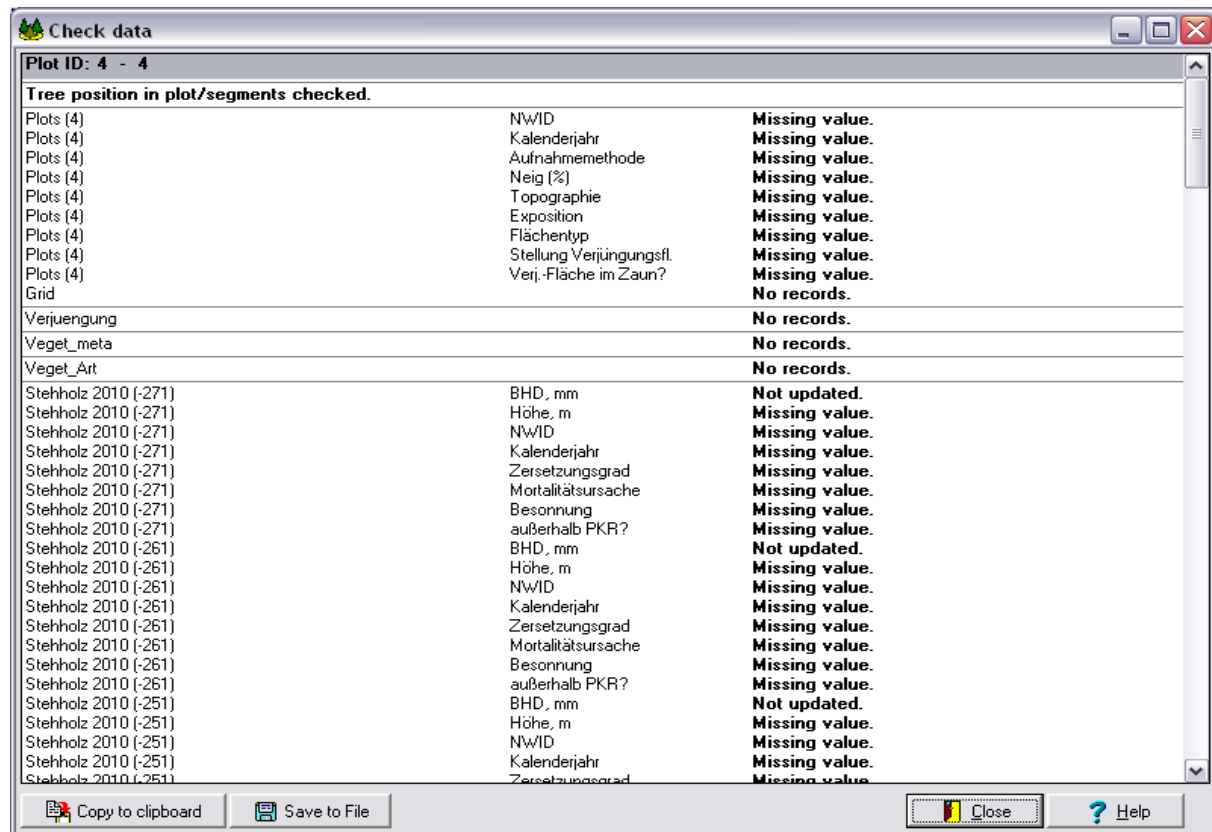 Check data
Plot ID: 4 - 4
Tree position in plot/segments checked.
Plots (4) NWID Missing value.
Plots (4) Kalenderjahr Missing value.
Plots (4) Aufnahmemethode Missing value.
Plots (4) Neig (%) Missing value.
Plots (4) Topographie Missing value.
Plots (4) Exposition Missing value.
Plots (4) Flächentyp Missing value.
Plots (4) Stellung Verjüngungsfl. Missing value.
Plots (4) Verj.-Fläche im Zaun? Missing value.
Grid No records.
Verjuengung No records.
Veget_meta No records.
Veget_Art No records.
Stehholz 2010 (-271) BHD, mm Not updated.
Stehholz 2010 (-271) Höhe, m Missing value.
Stehholz 2010 (-271) NWID Missing value.
Stehholz 2010 (-271) Kalenderjahr Missing value.
Stehholz 2010 (-271) Zersetzungsgrad Missing value.
Stehholz 2010 (-271) Mortalitätsursache Missing value.
Stehholz 2010 (-271) Besonnung Missing value.
Stehholz 2010 (-271) außerhalb PKR? Missing value.
Stehholz 2010 (-261) BHD, mm Not updated.
Stehholz 2010 (-261) Höhe, m Missing value.
Stehholz 2010 (-261) NWID Missing value.
Stehholz 2010 (-261) Kalenderjahr Missing value.
Stehholz 2010 (-261) Zersetzungsgrad Missing value.
Stehholz 2010 (-261) Mortalitätsursache Missing value.
Stehholz 2010 (-261) Besonnung Missing value.
Stehholz 2010 (-261) außerhalb PKR? Missing value.
Stehholz 2010 (-251) BHD, mm Not updated.
Stehholz 2010 (-251) Höhe, m Missing value.
Stehholz 2010 (-251) NWID Missing value.
Stehholz 2010 (-251) Kalenderjahr Missing value.
Stehholz 2010 (-251) Zersetzungsgrad Missing value
Copy to clipboard Save to File Close Help